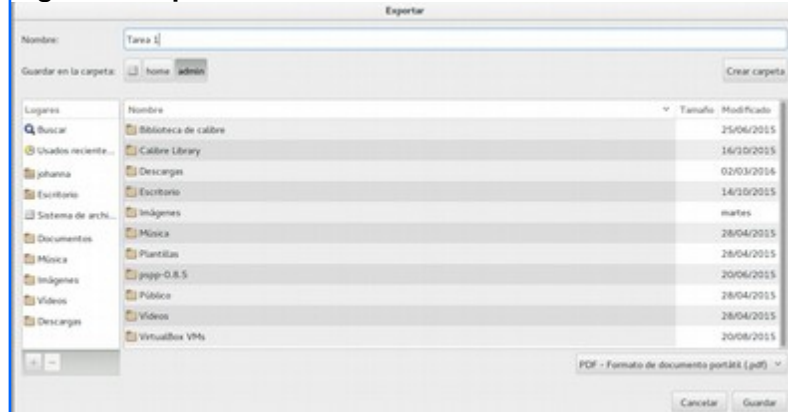 Exportar
Nombre: Tarea 1
Guardar en la carpeta: home admin Crear carpeta
Lugares Nombre Tamaño Modificado
Buscar Biblioteca de calibre 25/06/2015
Usados reciente... Calibre Library 16/10/2015
johanna Descargas 02/03/2016
Escritorio Escritorio 14/10/2015
Sistema de archi... Imágenes martes
Documentos Música 28/04/2015
Música Plantillas 28/04/2015
Imágenes pspp-0.8.5 20/06/2015
Vídeos Público 28/04/2015
Descargas Vídeos 28/04/2015
VirtualBox VMs 20/08/2015
+ −
PDF - Formato de documento portátil (.pdf)
Cancelar Guardar